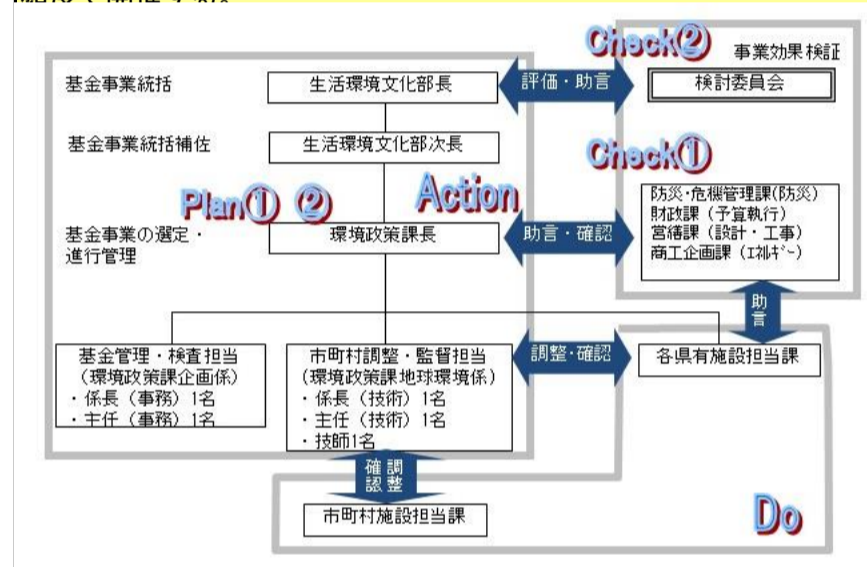 Check②
事業効果検証
基金事業統括
生活環境文化部長
評価・助言
検討委員会
基金事業統括補佐
生活環境文化部次長
Check①
Plan① ②
Action
防災・危機管理課(防災)
財政課（予算執行）
営繕課（設計・工事）
商工企画課（エネルギー）
基金事業の選定・
進行管理
環境政策課長
助言・確認
助言
基金管理・検査担当
（環境政策課企画係）
・係長（事務）1名
・主任（事務）1名
市町村調整・監督担当
（環境政策課地球環境係）
・係長（技術）1名
・主任（技術）1名
・技師1名
調整・確認
各県有施設担当課
調整
確認
市町村施設担当課
Do